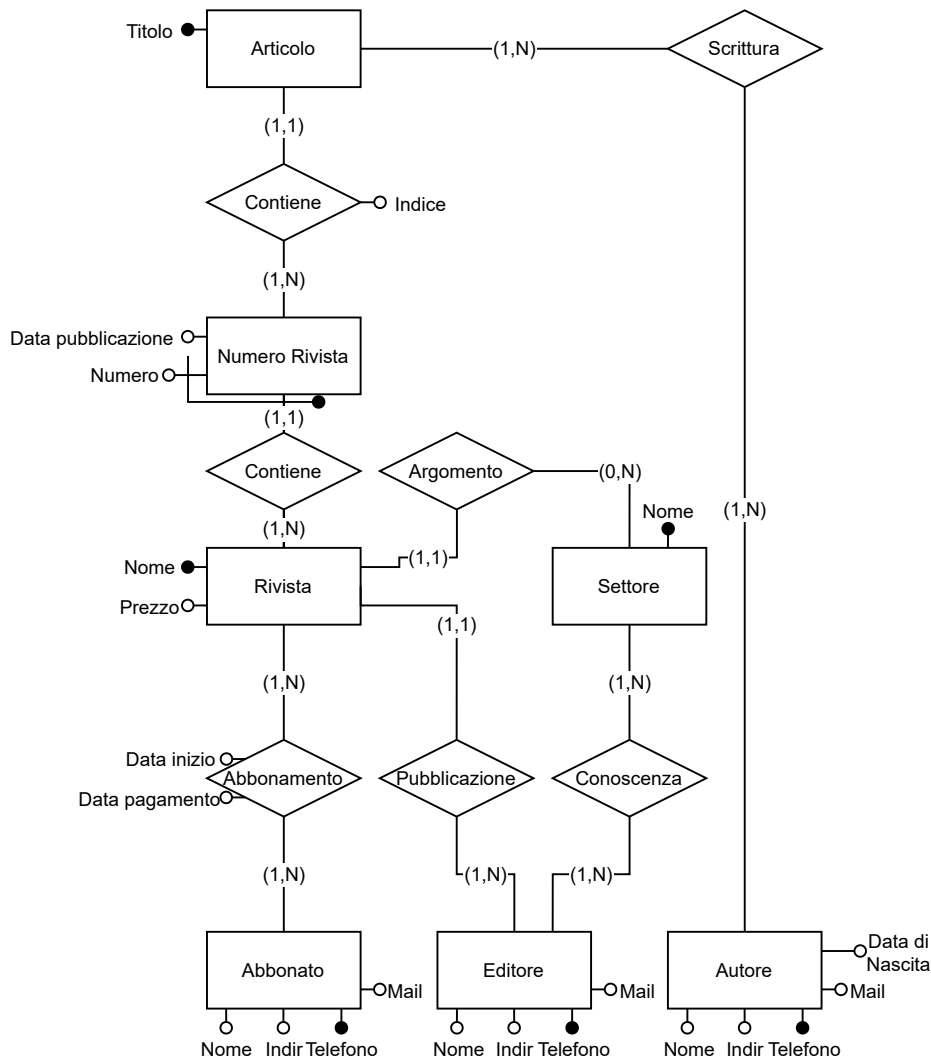 Titolo
Articolo
(1,N)
Scrittura
(1,1)
Contiene
Indice
(1,N)
Data pubblicazione
Numero Rivista
Numero
(1,1)
Contiene
Argomento
(0,N)
Nome
(1,N)
(1,N)
Nome
Rivista
(1,1)
Settore
Prezzo
(1,1)
(1,N)
(1,N)
Data inizio
Abbonamento
Pubblicazione
Conoscenza
Data pagamento
(1,N)
(1,N)
(1,N)
Data di
Nascita
Abbonato
Editore
Autore
Mail
Mail
Mail
Nome Indir Telefono
Nome Indir Telefono
Nome Indir Telefono